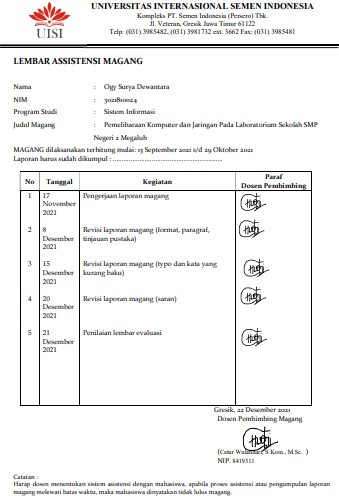 UISI
UNIVERSITAS INTERNASIONAL SEMEN INDONESIA
Kompleks PT. Semen Indonesia (Persero) Tbk.
Jl. Veteran, Gresik Jawa Timur 61122
Telp: (031) 3985482, (031) 3981732 ext. 3662 Fax: (031) 3985481
LEMBAR ASSISTENSI MAGANG
Nama : Ogy Surya Dewantara
NIM : 3021810024
Program Studi : Sistem Informasi
Judul Magang : Pemeliharaan Komputer dan Jaringan Pada Laboratorium Sekolah SMP
Negeri 2 Megaluh
MAGANG dilaksanakan terhitung mulai: 13 September 2021 s/d 29 Oktober 2021
Laporan harus sudah dikumpul : ..........................................................
No Tanggal Kegiatan Paraf Dosen Pembimbing
1 17 November 2021 Pengerjaan laporan magang
2 8 Desember 2021 Revisi laporan magang (format, paragraf, tinjauan pustaka)
3 15 Desember 2021 Revisi laporan magang (typo dan kata yang kurang baku)
4 20 Desember 2021 Revisi laporan magang (saran)
5 21 Desember 2021 Penilaian lembar evaluasi
Gresik, 22 Desember 2021
Dosen Pembimbing Magang
(Catur Wulandari, S.Kom., M.Sc. )
NIP. 8419311
Catatan :
Harap dosen menentukan sistem asistensi dengan mahasiswa, apabila proses asistensi atau pengumpulan laporan
magang melewati batas waktu, maka mahasiswa dinyatakan tidak lulus magang.